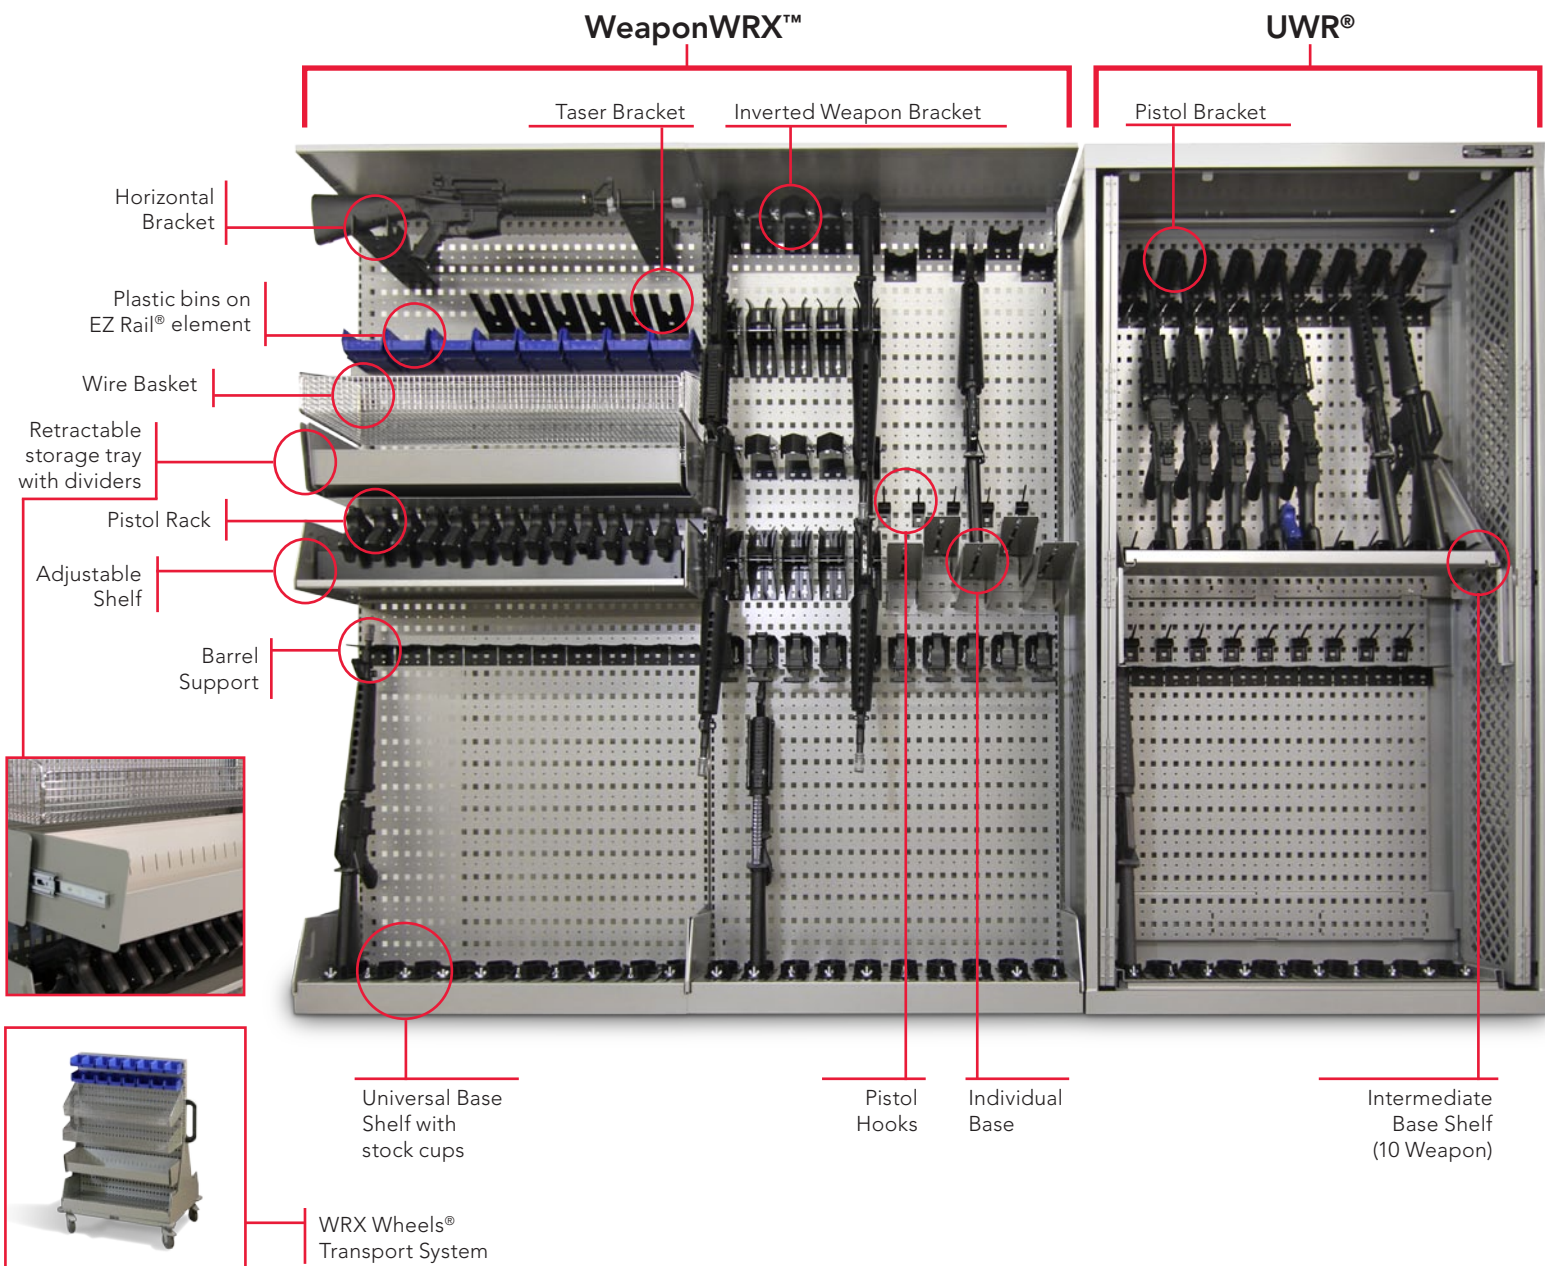 WeaponWRX™
UWR®
Taser Bracket
Inverted Weapon Bracket
Pistol Bracket
Horizontal
Bracket
Plastic bins on
EZ Rail® element
Wire Basket
Retractable
storage tray
with dividers
Pistol Rack
Adjustable
Shelf
Barrel
Support
Universal Base
Shelf with
stock cups
Pistol
Hooks
Individual
Base
Intermediate
Base Shelf
(10 Weapon)
WRX Wheels®
Transport System